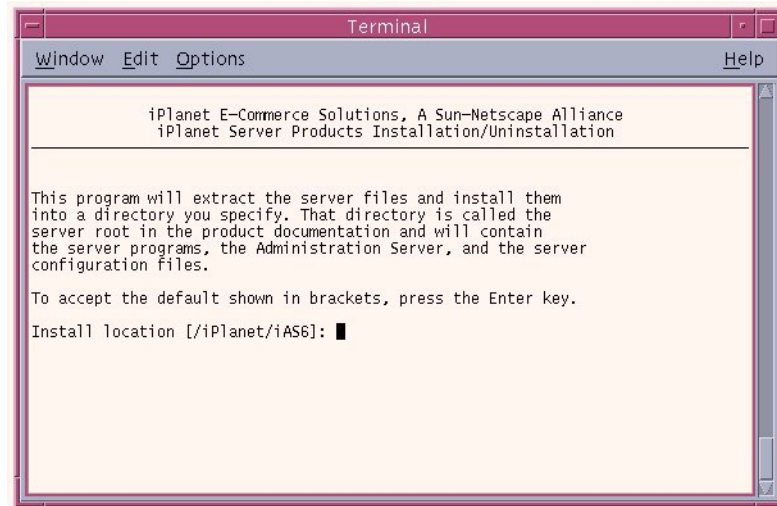 Terminal
Window Edit Options Help
iPlanet E-Commerce Solutions, A Sun-Netscape Alliance
iPlanet Server Products Installation/Uninstallation
This program will extract the server files and install them
into a directory you specify. That directory is called the
server root in the product documentation and will contain
the server programs, the Administration Server, and the server
configuration files.
To accept the default shown in brackets, press the Enter key.
Install location [/iPlanet/iAS6]: